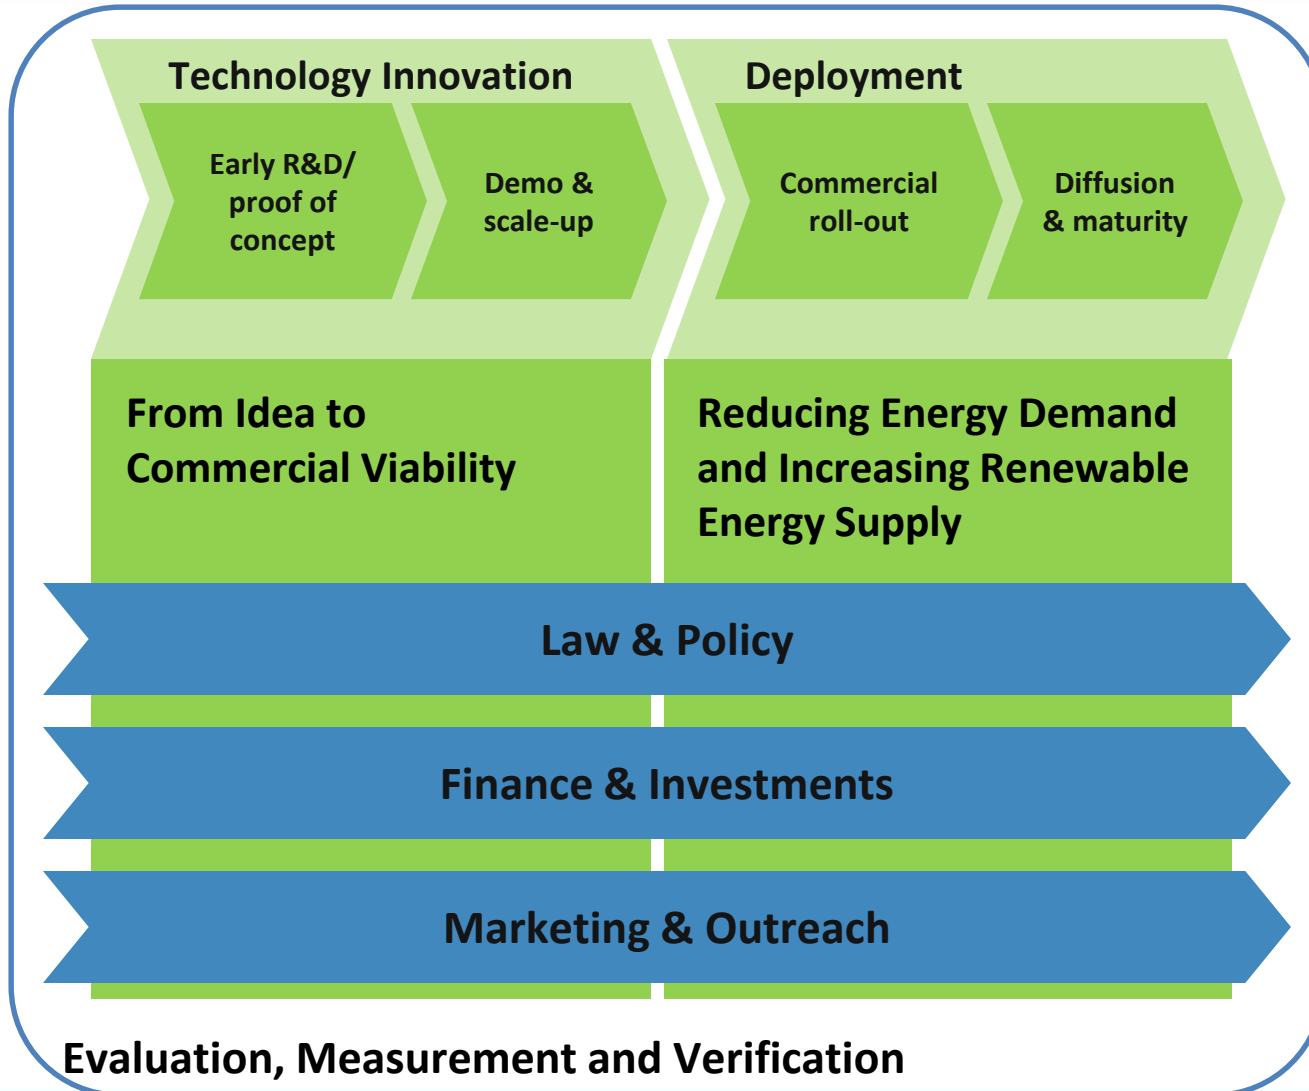 Technology Innovation
Early R&D/
proof of
concept
Demo &
scale-up
Deployment
Commercial
roll-out
Diffusion
& maturity
From Idea to
Commercial Viability
Reducing Energy Demand
and Increasing Renewable
Energy Supply
Law & Policy
Finance & Investments
Marketing & Outreach
Evaluation, Measurement and Verification